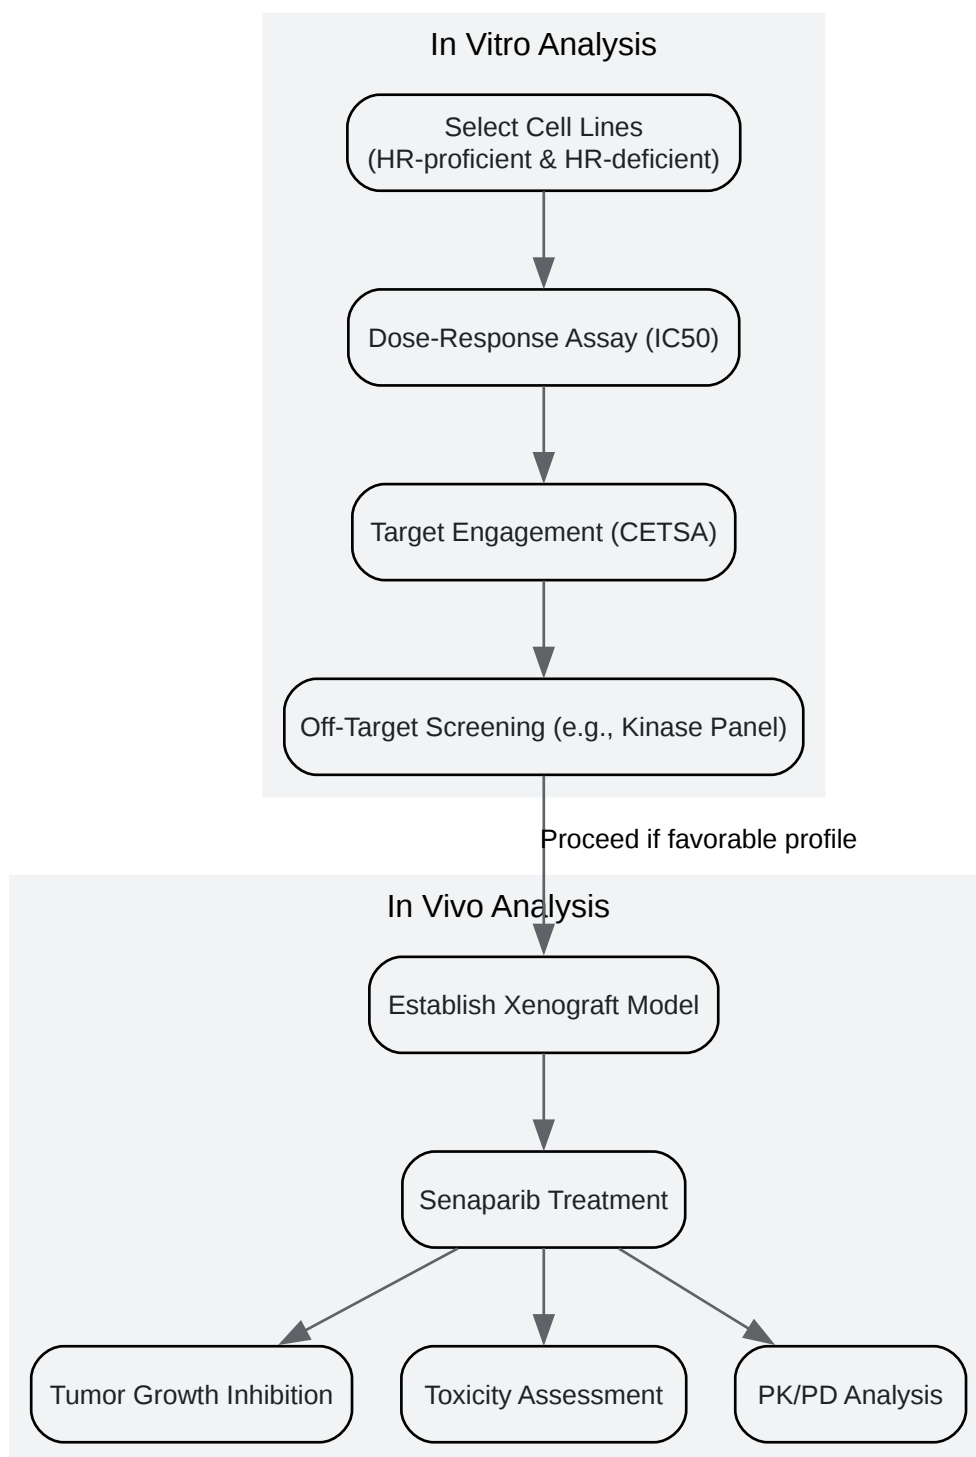 In Vitro Analysis
Select Cell Lines
(HR-proficient & HR-deficient)
Dose-Response Assay (IC50)
Target Engagement (CETSA)
Off-Target Screening (e.g., Kinase Panel)
Proceed if favorable profile
In Vivo Analysis
Establish Xenograft Model
Senaparib Treatment
Tumor Growth Inhibition
Toxicity Assessment
PK/PD Analysis